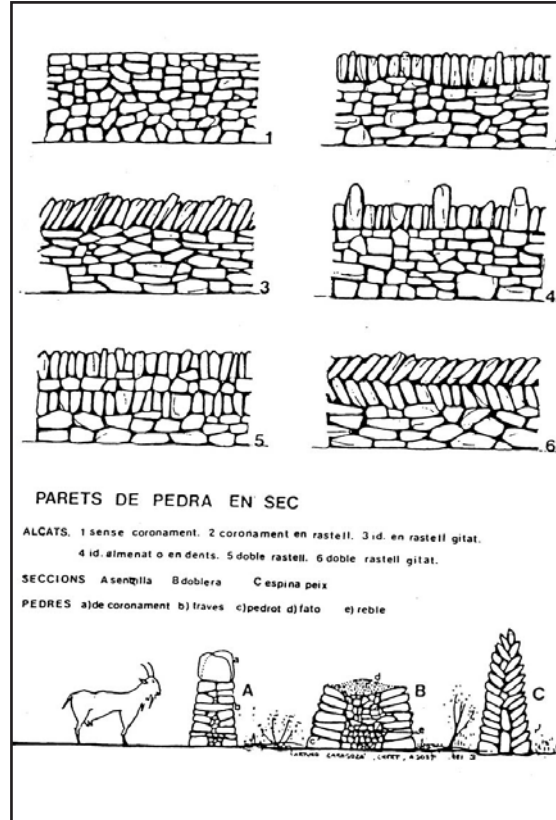 1
3
4
5
6
PARETS DE PEDRA EN SEC
ALÇATS. 1 sense coronament. 2 coronament en rastell. 3 id. en rastell gitat.
4 id. almenat o en dents. 5 doble rastell. 6 doble rastell gitat.
SECCIONS A senzilla B doblera C espina peix
PEDRES a) de coronament b) traves c) pedrot d) fato e) reble
a
A
b
d
B
e
c
C
ARTURO ZARAGOZA